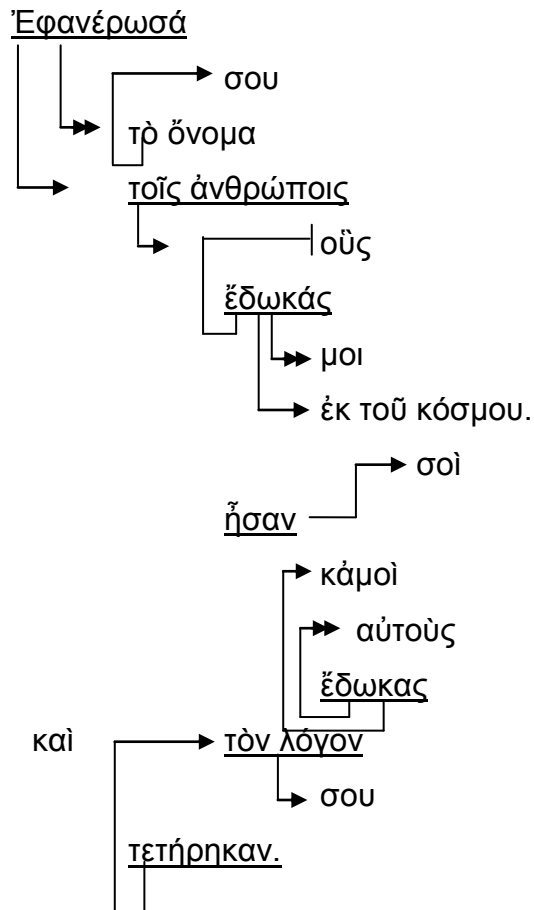 Ἐφανέρωσά
σου
τὸ ὄνομα
τοῖς ἀνθρώποις
οὓς
ἔδωκάς
μοι
ἐκ τοῦ κόσμου.
σοὶ
ἦσαν
κἀμοὶ
αὐτοὺς
ἔδωκας
καὶ τὸν λόγον
σου
τετήρηκαν.